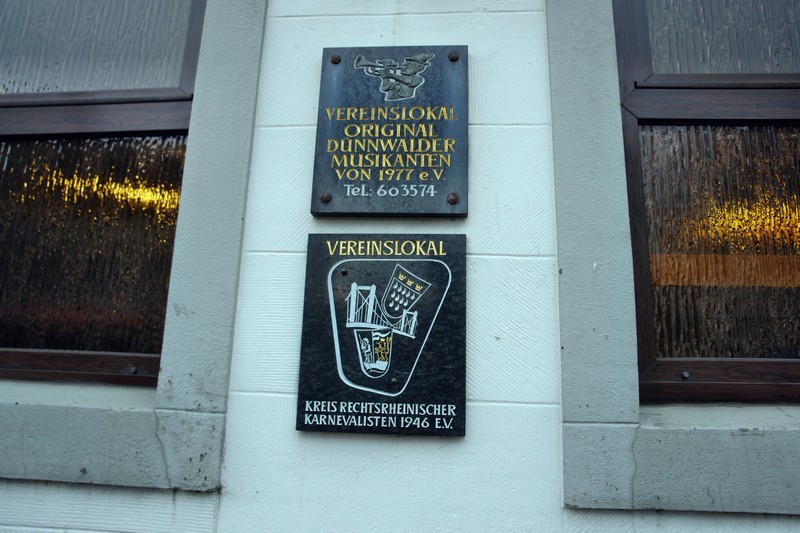 VEREINSLOKAL
ORIGINAL
DÜNNWALDER
MUSIKANTEN
VON 1977 e.V.
TeL: 603574
VEREINSLOKAL
KREIS RECHTSRHEINISCHER
KARNEVALISTEN 1946 E.V.